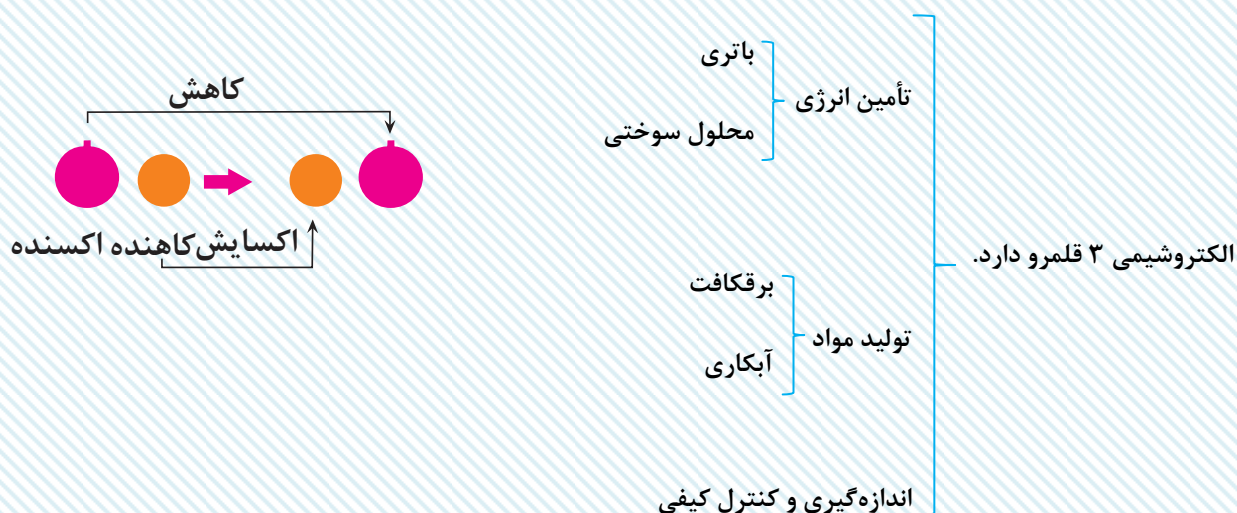 الکتروشیمی ۳ قلمرو دارد.
تأمین انرژی
باتری
محلول سوختی
تولید مواد
برقکافت
آبکاری
اندازه‌گیری و کنترل کیفی
کاهش
اکسایش
کاهنده
اکسنده